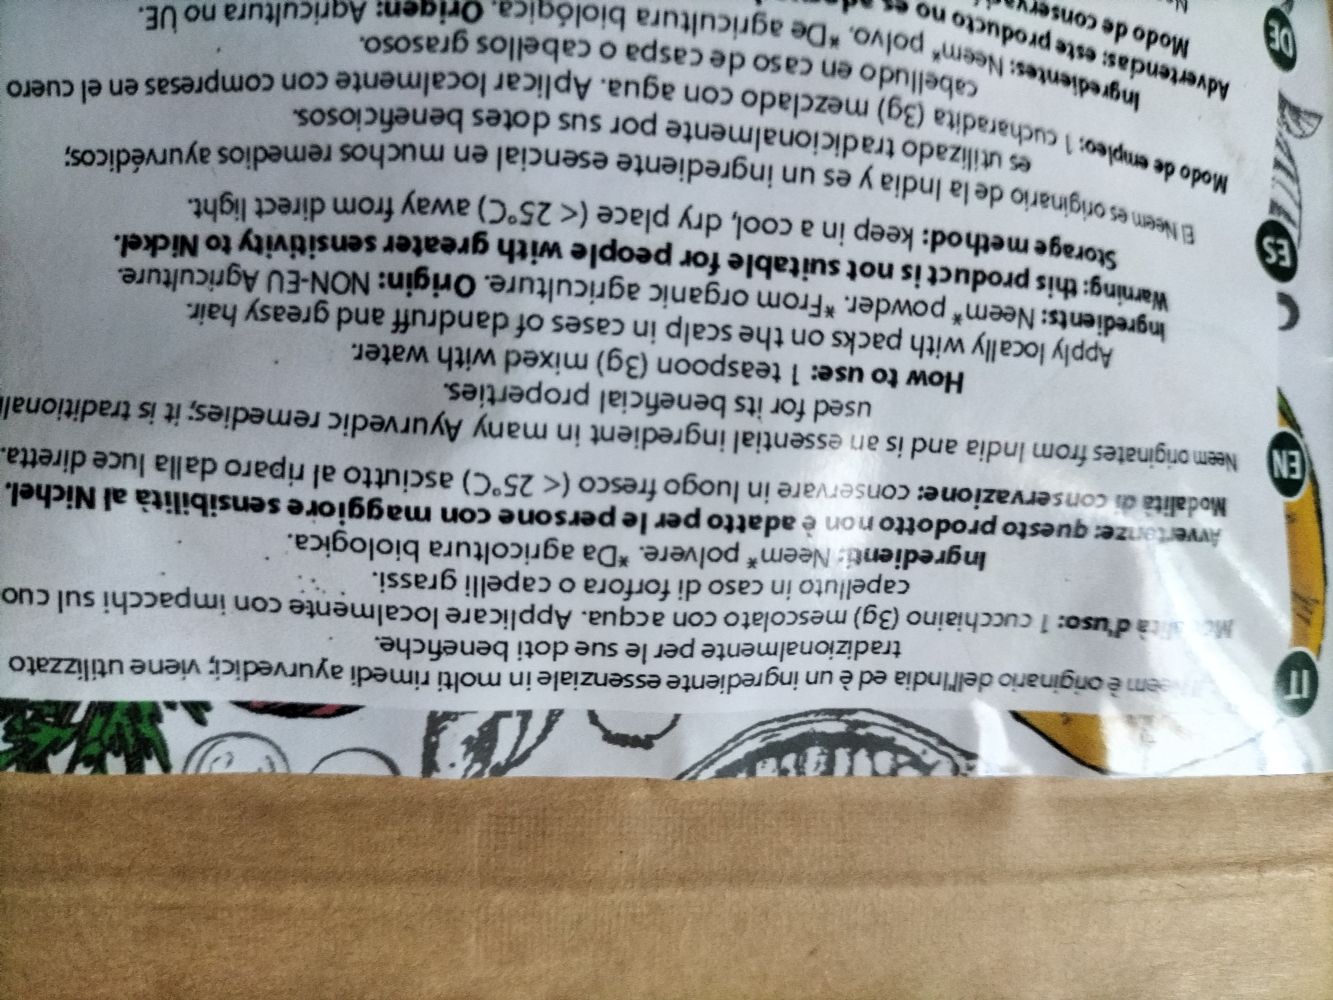 IT
Neem è originario dell'India ed è un ingrediente essenziale in molti rimedi ayurvedici; viene utilizzato
tradizionalmente per le sue doti benefiche.
Modalità d'uso: 1 cucchiaino (3g) mescolato con acqua. Applicare localmente con impacchi sul
capelluto in caso di forfora o capelli grassi.
Ingredienti: Neem* polvere. *Da agricoltura biologica.
Avvertenze: questo prodotto non è adatto per le persone con maggiore sensibilità al Nichel.
Modalità di conservazione: conservare in luogo fresco (< 25°C) asciutto al riparo dalla luce diretta.
EN
Neem originates from India and is an essential ingredient in many Ayurvedic remedies; it is
used for its beneficial properties.
How to use: 1 teaspoon (3g) mixed with water.
Apply locally with packs on the scalp in cases of dandruff and greasy hair.
Ingredients: Neem* powder. *From organic agriculture. Origin: NON-EU Agriculture.
Warning: this product is not suitable for people with greater sensitivity to Nickel.
Storage method: keep in a cool, dry place (< 25°C) away from direct light.
ES
El Neem es originario de la India y es un ingrediente esencial en muchos remedios ayurvédicos;
es utilizado tradicionalmente por sus dotes beneficiosos.
Modo de empleo: 1 cucharadita (3g) mezclado con agua. Aplicar localmente con compresas en el cuero
cabelludo en caso de caspa o cabellos grasoso.
Ingredientes: Neem* polvo. *De agricultura biológica. Origen: Agricultura no UE.
Advertencias: este producto no es
Modo de
DE